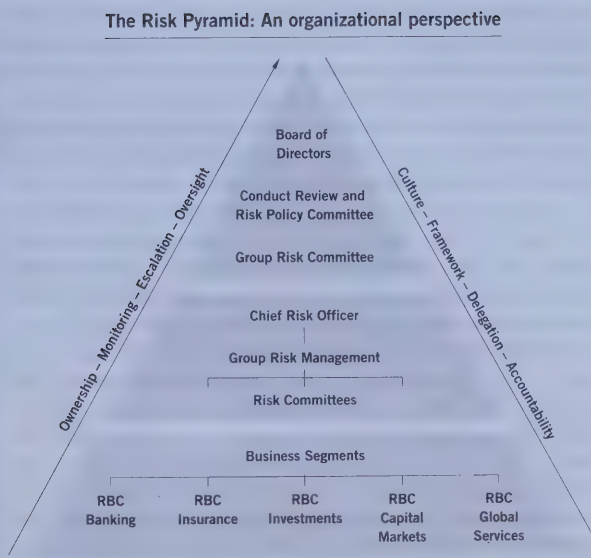 The Risk Pyramid: An organizational perspective
Board of
Directors
Conduct Review and
Risk Policy Committee
Group Risk Committee
Chief Risk Officer
Group Risk Management
Risk Committees
Business Segments
RBC
Banking
RBC
Insurance
RBC
Investments
RBC
Capital
Markets
RBC
Global
Services
Ownership – Monitoring – Escalation – Oversight
Culture – Framework – Delegation – Accountability